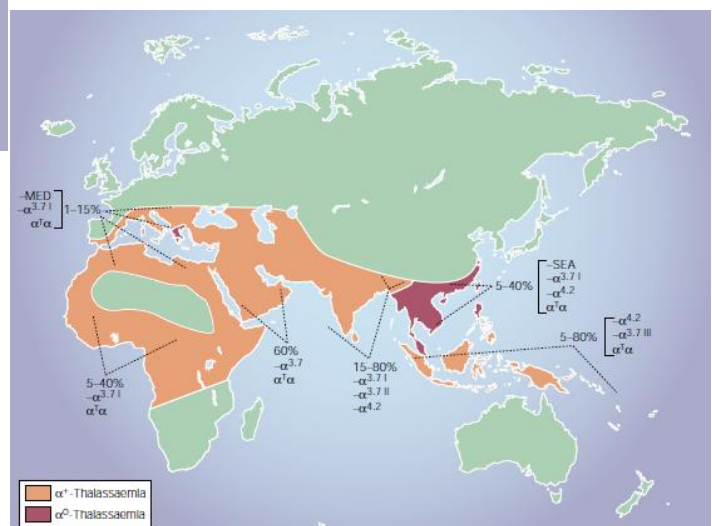 –MED
–α3.7 I
αTα
1–15%
–SEA
–α3.7 I
–α4.2
αTα
5–40%
–α4.2
–α3.7 III
αTα
5–80%
60%
–α3.7
αTα
15–80%
–α3.7 I
–α3.7 II
–α4.2
5–40%
–α3.7 I
αTα
α+-Thalassaemia
αO-Thalassaemia